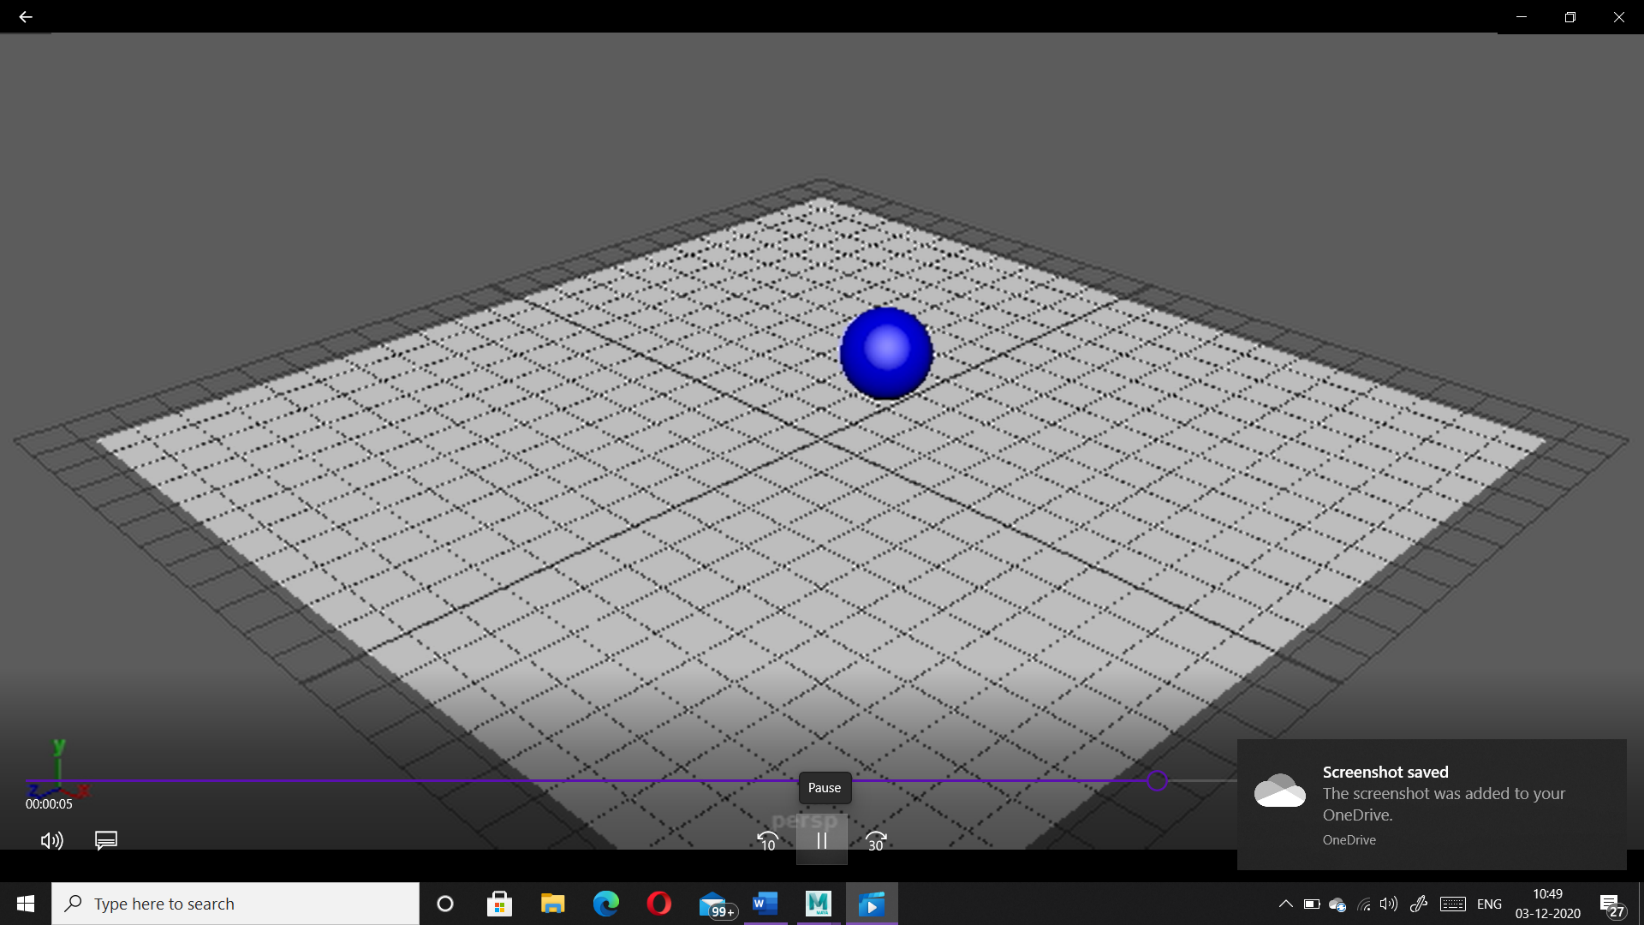 y
z x
00:00:05
Pause
persp
10
30
Screenshot saved
The screenshot was added to your
OneDrive.
OneDrive
Type here to search
99+
W
M
ENG
10:49
03-12-2020
27